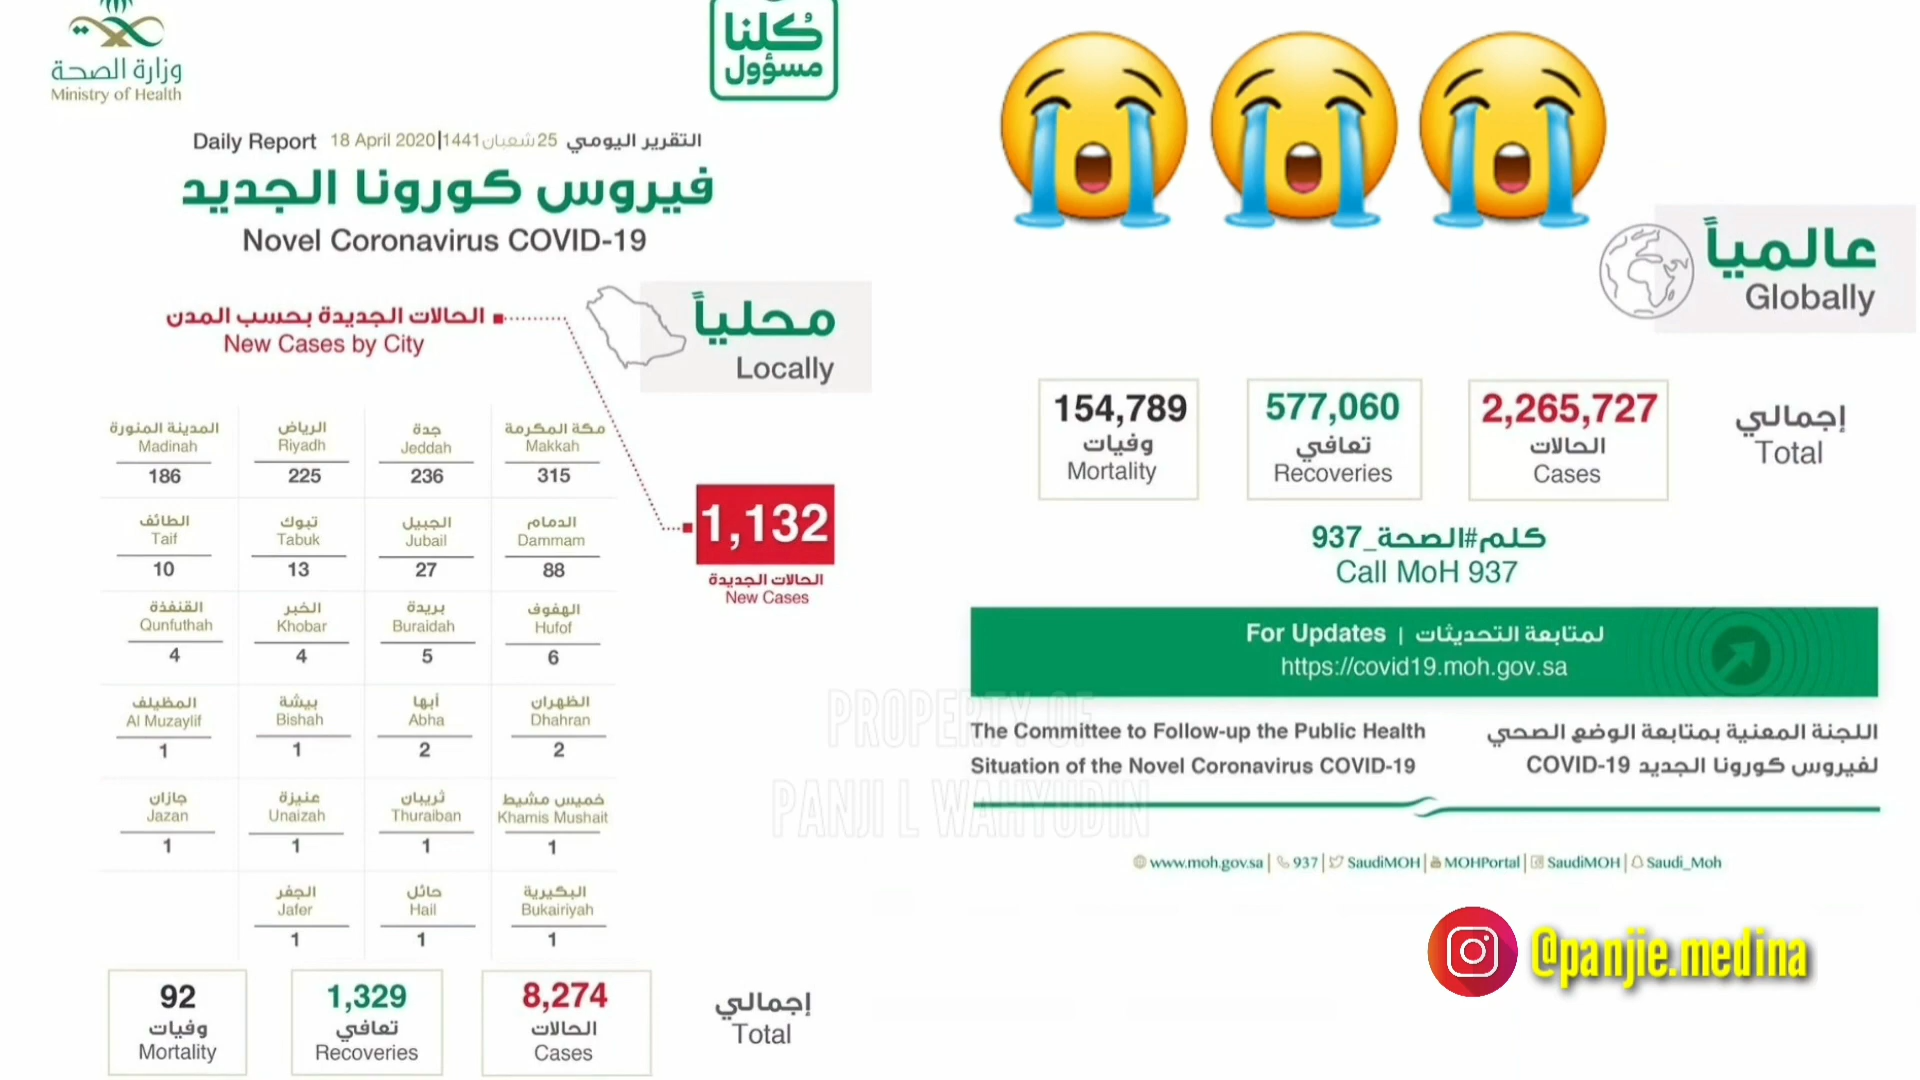 وزارة الصحة
Ministry of Health
كُلنا
مسؤول
Daily Report 18 April 2020|1441 شعبان 25 التقرير اليومي
فيروس كورونا الجديد
Novel Coronavirus COVID-19
الحالات الجديدة بحسب المدن
New Cases by City
محلياً
Locally
المدينة المنورة الرياض جدة مكة المكرمة
Madinah Riyadh Jeddah Makkah
186 225 236 315
الطائف تبوك الجبيل الدمام
Taif Tabuk Jubail Dammam
10 13 27 88
القنفذة الخبر بريدة الهفوف
Qunfuthah Khobar Buraidah Hufof
4 4 5 6
المظيلف بيشة أبها الظهران
Al Muzaylif Bishah Abha Dhahran
1 1 2 2
جازان عنيزة ثريبان خميس مشيط
Jazan Unaizah Thuraiban Khamis Mushait
1 1 1 1
الجفر حائل البكيرية
Jafer Hail Bukairiyah
1 1 1
1,132
الحالات الجديدة
New Cases
92 1,329 8,274 إجمالي
وفيات تعافي الحالات
Mortality Recoveries Cases Total
عالمياً
Globally
154,789 577,060 2,265,727 إجمالي
وفيات تعافي الحالات
Mortality Recoveries Cases Total
كلم#الصحة_937
Call MoH 937
For Updates | لمتابعة التحديثات
https://covid19.moh.gov.sa
The Committee to Follow-up the Public Health
Situation of the Novel Coronavirus COVID-19
اللجنة المعنية بمتابعة الوضع الصحي
لفيروس كورونا الجديد COVID-19
www.moh.gov.sa | 937 | SaudiMOH | MOHPortal | SaudiMOH | Saudi_Moh
PROPERTY OF
PANJI L WAHYUDIN
@panjie.medina